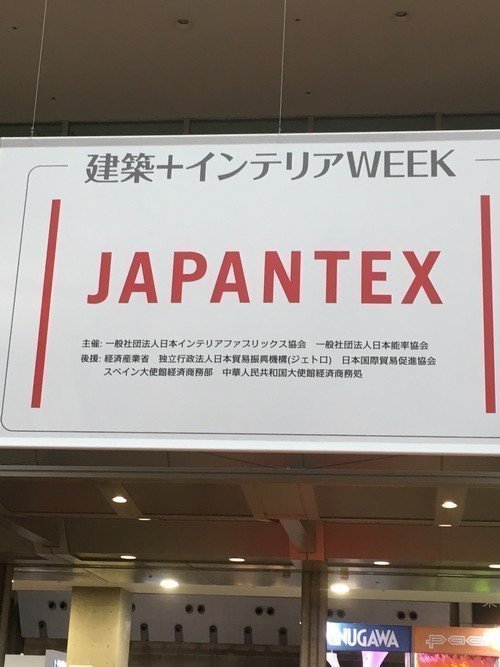 建築+インテリアWEEK
JAPANTEX
主催: 一般社団法人日本インテリアファブリックス協会　一般社団法人日本能率協会
後援: 経済産業省　独立行政法人日本貿易振興機構(ジェトロ)　日本国際貿易促進協会
スペイン大使館経済商務部　中華人民共和国大使館経済商務処
NUGAWA